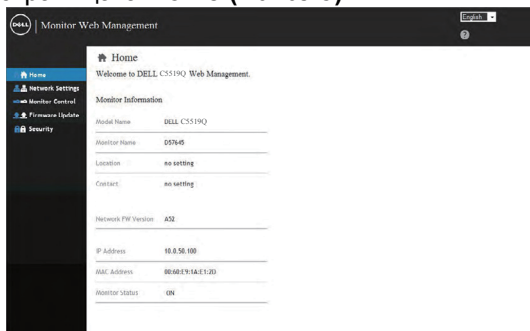 DELL
Monitor Web Management
English
Home
Home
Network Settings
Monitor Control
Firmware Update
Security
Welcome to DELL C5519Q Web Management.
Monitor Information
Model Name DELL C5519Q
Monitor Name D57645
Location no setting
Contact no setting
Network FW Version A52
IP Address 10.0.50.100
MAC Address 00:60:E9:1A:E1:2D
Monitor Status ON